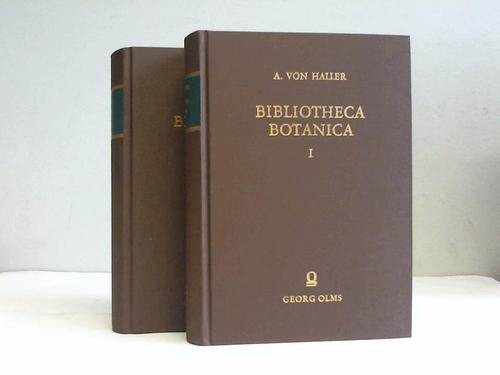 A. VON HALLER
BIBLIOTHECA
BOTANICA
I
GEORG OLMS